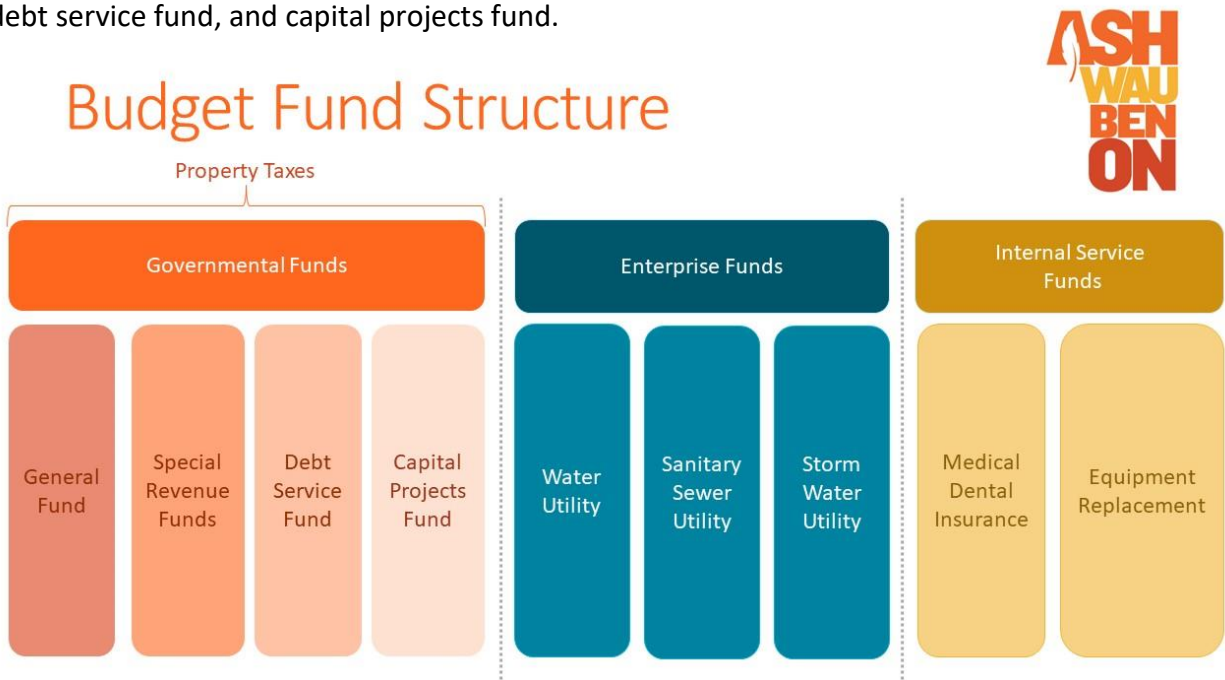 debt service fund, and capital projects fund.
ASH
WAU
BEN
ON
Budget Fund Structure
Property Taxes
Governmental Funds
Enterprise Funds
Internal Service
Funds
General
Fund
Special
Revenue
Funds
Debt
Service
Fund
Capital
Projects
Fund
Water
Utility
Sanitary
Sewer
Utility
Storm
Water
Utility
Medical
Dental
Insurance
Equipment
Replacement